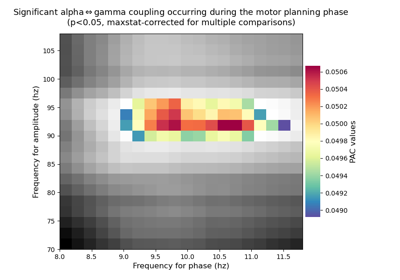 Significant alpha⇔gamma coupling occurring during the motor planning phase
(p<0.05, maxstat-corrected for multiple comparisons)
105
100
95
90
85
80
75
70
Frequency for amplitude (hz)
8.0 8.5 9.0 9.5 10.0 10.5 11.0 11.5
Frequency for phase (hz)
0.0506
0.0504
0.0502
0.0500
0.0498
0.0496
0.0494
0.0492
0.0490
PAC values